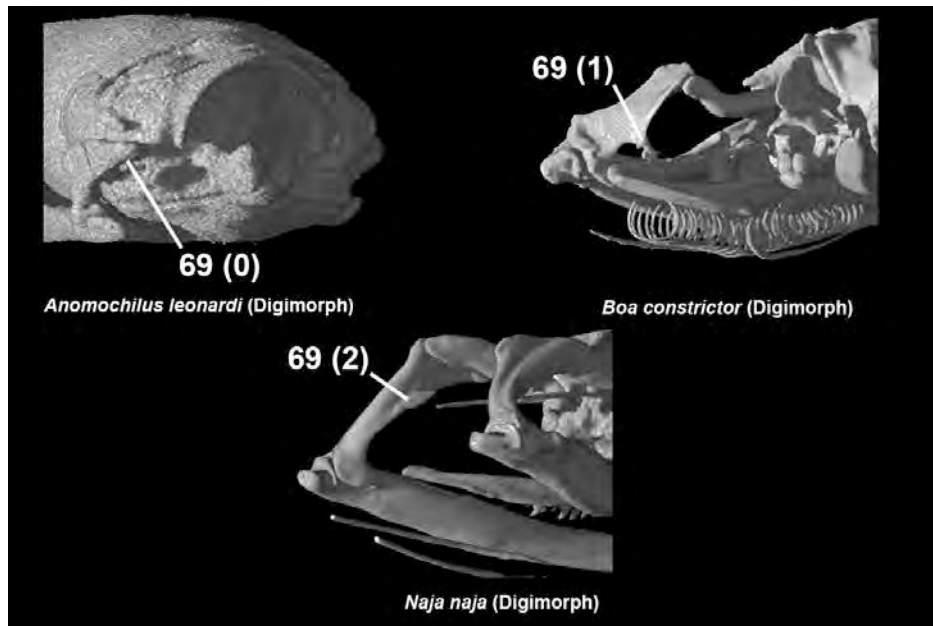 69 (1)
69 (0)
Anomochilus leonardi (Digimorph)
Boa constrictor (Digimorph)
69 (2)
Naja naja (Digimorph)